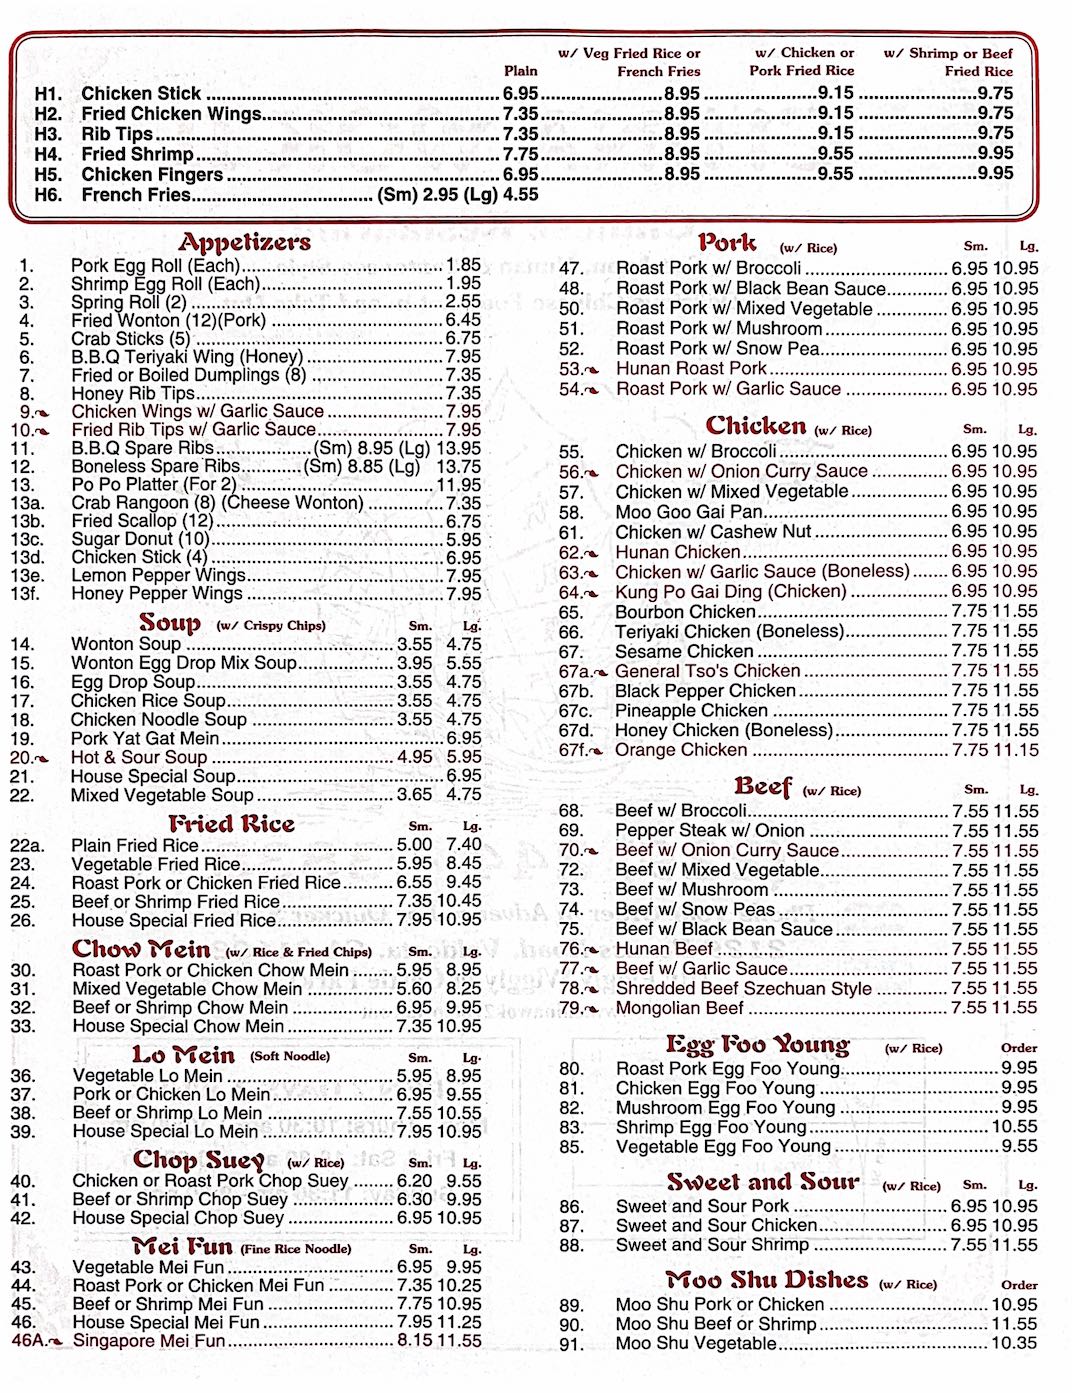 w/ Veg Fried Rice or w/ Chicken or w/ Shrimp or Beef
Plain French Fries Pork Fried Rice Fried Rice
H1. Chicken Stick 6.95 8.95 9.15 9.75
H2. Fried Chicken Wings 7.35 8.95 9.15 9.75
H3. Rib Tips 7.35 8.95 9.15 9.75
H4. Fried Shrimp 7.75 8.95 9.55 9.95
H5. Chicken Fingers 6.95 8.95 9.55 9.95
H6. French Fries (Sm) 2.95 (Lg) 4.55
Appetizers
1. Pork Egg Roll (Each) 1.85
2. Shrimp Egg Roll (Each) 1.95
3. Spring Roll (2) 2.55
4. Fried Wonton (12)(Pork) 6.45
5. Crab Sticks (5) 6.75
6. B.B.Q Teriyaki Wing (Honey) 7.95
7. Fried or Boiled Dumplings (8) 7.35
8. Honey Rib Tips 7.35
9. Chicken Wings w/ Garlic Sauce 7.95
10. Fried Rib Tips w/ Garlic Sauce 7.95
11. B.B.Q Spare Ribs (Sm) 8.95 (Lg) 13.95
12. Boneless Spare Ribs (Sm) 8.85 (Lg) 13.75
13. Po Po Platter (For 2) 11.95
13a. Crab Rangoon (8) (Cheese Wonton) 7.35
13b. Fried Scallop (12) 6.75
13c. Sugar Donut (10) 5.95
13d. Chicken Stick (4) 6.95
13e. Lemon Pepper Wings 7.95
13f. Honey Pepper Wings 7.95
Soup (w/ Crispy Chips) Sm. Lg.
14. Wonton Soup 3.55 4.75
15. Wonton Egg Drop Mix Soup 3.95 5.55
16. Egg Drop Soup 3.55 4.75
17. Chicken Rice Soup 3.55 4.75
18. Chicken Noodle Soup 3.55 4.75
19. Pork Yat Gat Mein 6.95
20. Hot & Sour Soup 4.95 5.95
21. House Special Soup 6.95
22. Mixed Vegetable Soup 3.65 4.75
Fried Rice Sm. Lg.
22a. Plain Fried Rice 5.00 7.40
23. Vegetable Fried Rice 5.95 8.45
24. Roast Pork or Chicken Fried Rice 6.55 9.45
25. Beef or Shrimp Fried Rice 7.35 10.45
26. House Special Fried Rice 7.95 10.95
Chow Mein (w/ Rice & Fried Chips) Sm. Lg.
30. Roast Pork or Chicken Chow Mein 5.95 8.95
31. Mixed Vegetable Chow Mein 5.60 8.25
32. Beef or Shrimp Chow Mein 6.95 9.95
33. House Special Chow Mein 7.35 10.95
Lo Mein (Soft Noodle) Sm. Lg.
36. Vegetable Lo Mein 5.95 8.95
37. Pork or Chicken Lo Mein 6.95 9.55
38. Beef or Shrimp Lo Mein 7.55 10.55
39. House Special Lo Mein 7.95 10.95
Chop Suey (w/ Rice) Sm. Lg.
40. Chicken or Roast Pork Chop Suey 6.20 9.55
41. Beef or Shrimp Chop Suey 6.30 9.95
42. House Special Chop Suey 6.95 10.95
Mei Fun (Fine Rice Noodle) Sm. Lg.
43. Vegetable Mei Fun 6.95 9.95
44. Roast Pork or Chicken Mei Fun 7.35 10.25
45. Beef or Shrimp Mei Fun 7.75 10.95
46. House Special Mei Fun 7.95 11.25
46A. Singapore Mei Fun 8.15 11.55
Pork (w/ Rice) Sm. Lg.
47. Roast Pork w/ Broccoli 6.95 10.95
48. Roast Pork w/ Black Bean Sauce 6.95 10.95
50. Roast Pork w/ Mixed Vegetable 6.95 10.95
51. Roast Pork w/ Mushroom 6.95 10.95
52. Roast Pork w/ Snow Pea 6.95 10.95
53. Hunan Roast Pork 6.95 10.95
54. Roast Pork w/ Garlic Sauce 6.95 10.95
Chicken (w/ Rice) Sm. Lg.
55. Chicken w/ Broccoli 6.95 10.95
56. Chicken w/ Onion Curry Sauce 6.95 10.95
57. Chicken w/ Mixed Vegetable 6.95 10.95
58. Moo Goo Gai Pan 6.95 10.95
61. Chicken w/ Cashew Nut 6.95 10.95
62. Hunan Chicken 6.95 10.95
63. Chicken w/ Garlic Sauce (Boneless) 6.95 10.95
64. Kung Po Gai Ding (Chicken) 6.95 10.95
65. Bourbon Chicken 7.75 11.55
66. Teriyaki Chicken (Boneless) 7.75 11.55
67. Sesame Chicken 7.75 11.55
67a. General Tso's Chicken 7.75 11.55
67b. Black Pepper Chicken 7.75 11.55
67c. Pineapple Chicken 7.75 11.55
67d. Honey Chicken (Boneless) 7.75 11.55
67f. Orange Chicken 7.75 11.15
Beef (w/ Rice) Sm. Lg.
68. Beef w/ Broccoli 7.55 11.55
69. Pepper Steak w/ Onion 7.55 11.55
70. Beef w/ Onion Curry Sauce 7.55 11.55
72. Beef w/ Mixed Vegetable 7.55 11.55
73. Beef w/ Mushroom 7.55 11.55
74. Beef w/ Snow Peas 7.55 11.55
75. Beef w/ Black Bean Sauce 7.55 11.55
76. Hunan Beef 7.55 11.55
77. Beef w/ Garlic Sauce 7.55 11.55
78. Shredded Beef Szechuan Style 7.55 11.55
79. Mongolian Beef 7.55 11.55
Egg Foo Young (w/ Rice) Order
80. Roast Pork Egg Foo Young 9.95
81. Chicken Egg Foo Young 9.95
82. Mushroom Egg Foo Young 9.95
83. Shrimp Egg Foo Young 10.55
85. Vegetable Egg Foo Young 9.55
Sweet and Sour (w/ Rice) Sm. Lg.
86. Sweet and Sour Pork 6.95 10.95
87. Sweet and Sour Chicken 6.95 10.95
88. Sweet and Sour Shrimp 7.55 11.55
Moo Shu Dishes (w/ Rice) Order
89. Moo Shu Pork or Chicken 10.95
90. Moo Shu Beef or Shrimp 11.55
91. Moo Shu Vegetable 10.35